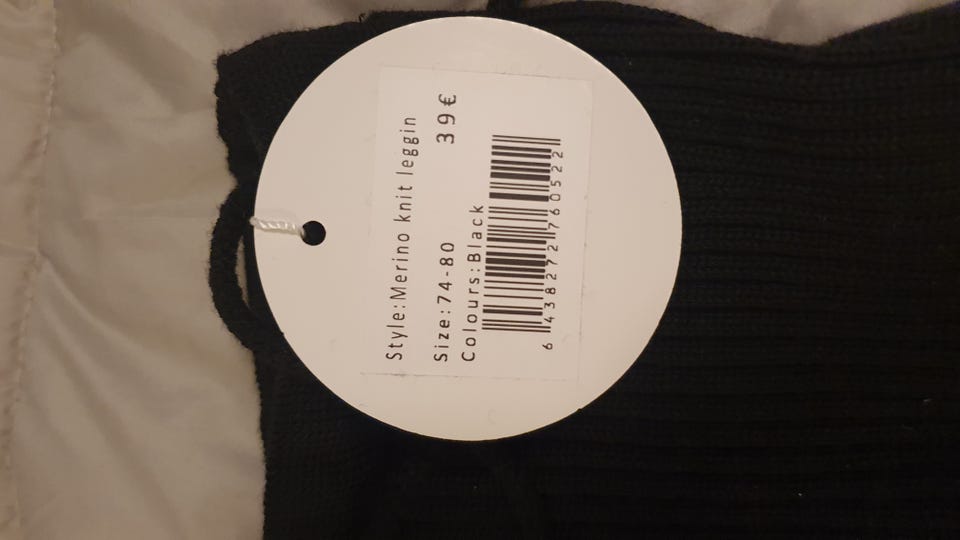 Style:Merino knit leggin
Size:74-80 39€
Colours:Black
6 438272 760522